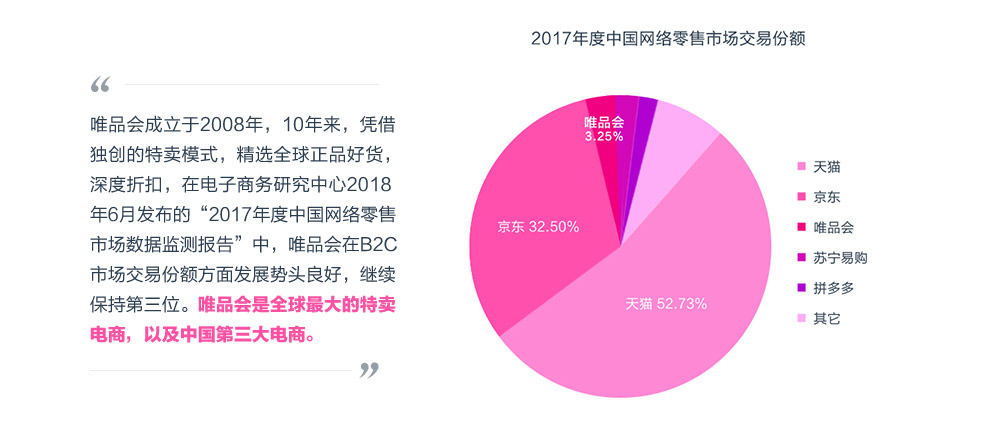 2017年度中国网络零售市场交易份额
“
唯品会成立于2008年，10年来，凭借
独创的特卖模式，精选全球正品好货，
深度折扣，在电子商务研究中心2018
年6月发布的“2017年度中国网络零售
市场数据监测报告”中，唯品会在B2C
市场交易份额方面发展势头良好，继续
保持第三位。唯品会是全球最大的特卖
电商，以及中国第三大电商。
”
唯品会
3.25%
京东 32.50%
天猫 52.73%
天猫
京东
唯品会
苏宁易购
拼多多
其它